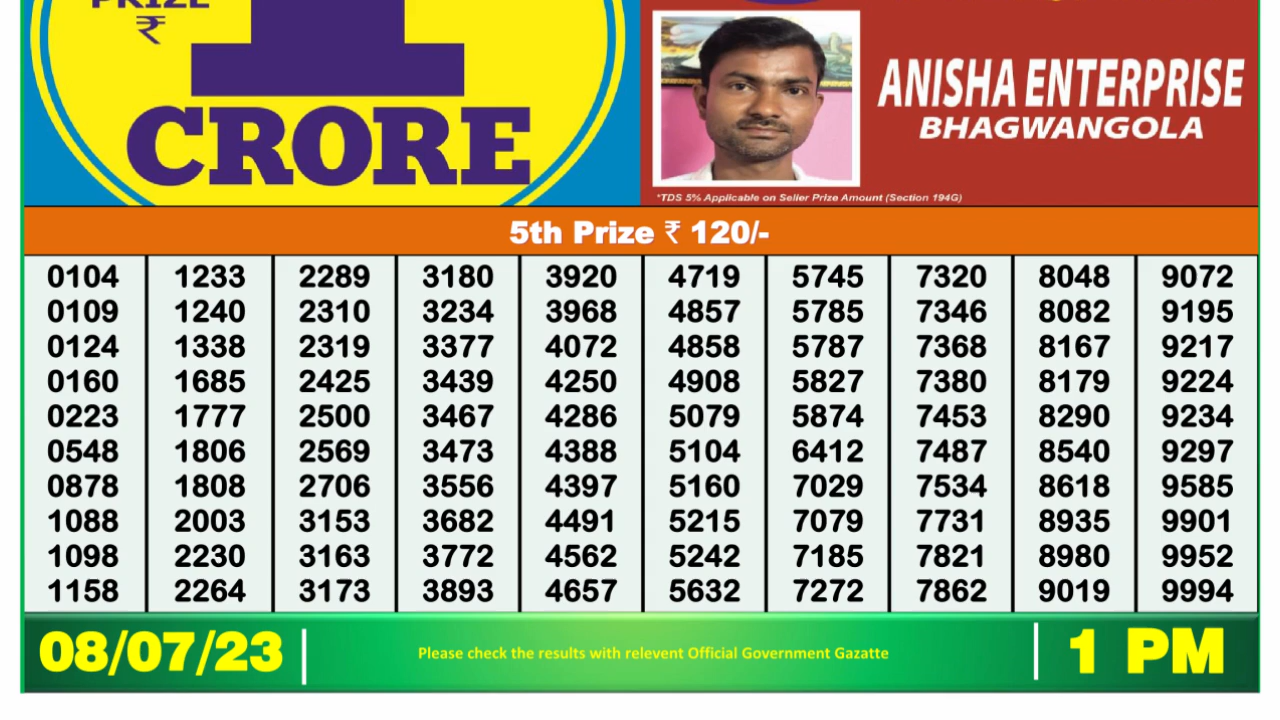 PRIZE
₹
1
CRORE
ANISHA ENTERPRISE
BHAGWANGOLA
*TDS 5% Applicable on Seller Prize Amount (Section 194G)
5th Prize ₹ 120/-
0104 1233 2289 3180 3920 4719 5745 7320 8048 9072
0109 1240 2310 3234 3968 4857 5785 7346 8082 9195
0124 1338 2319 3377 4072 4858 5787 7368 8167 9217
0160 1685 2425 3439 4250 4908 5827 7380 8179 9224
0223 1777 2500 3467 4286 5079 5874 7453 8290 9234
0548 1806 2569 3473 4388 5104 6412 7487 8540 9297
0878 1808 2706 3556 4397 5160 7029 7534 8618 9585
1088 2003 3153 3682 4491 5215 7079 7731 8935 9901
1098 2230 3163 3772 4562 5242 7185 7821 8980 9952
1158 2264 3173 3893 4657 5632 7272 7862 9019 9994
08/07/23
Please check the results with relevent Official Government Gazatte
1 PM